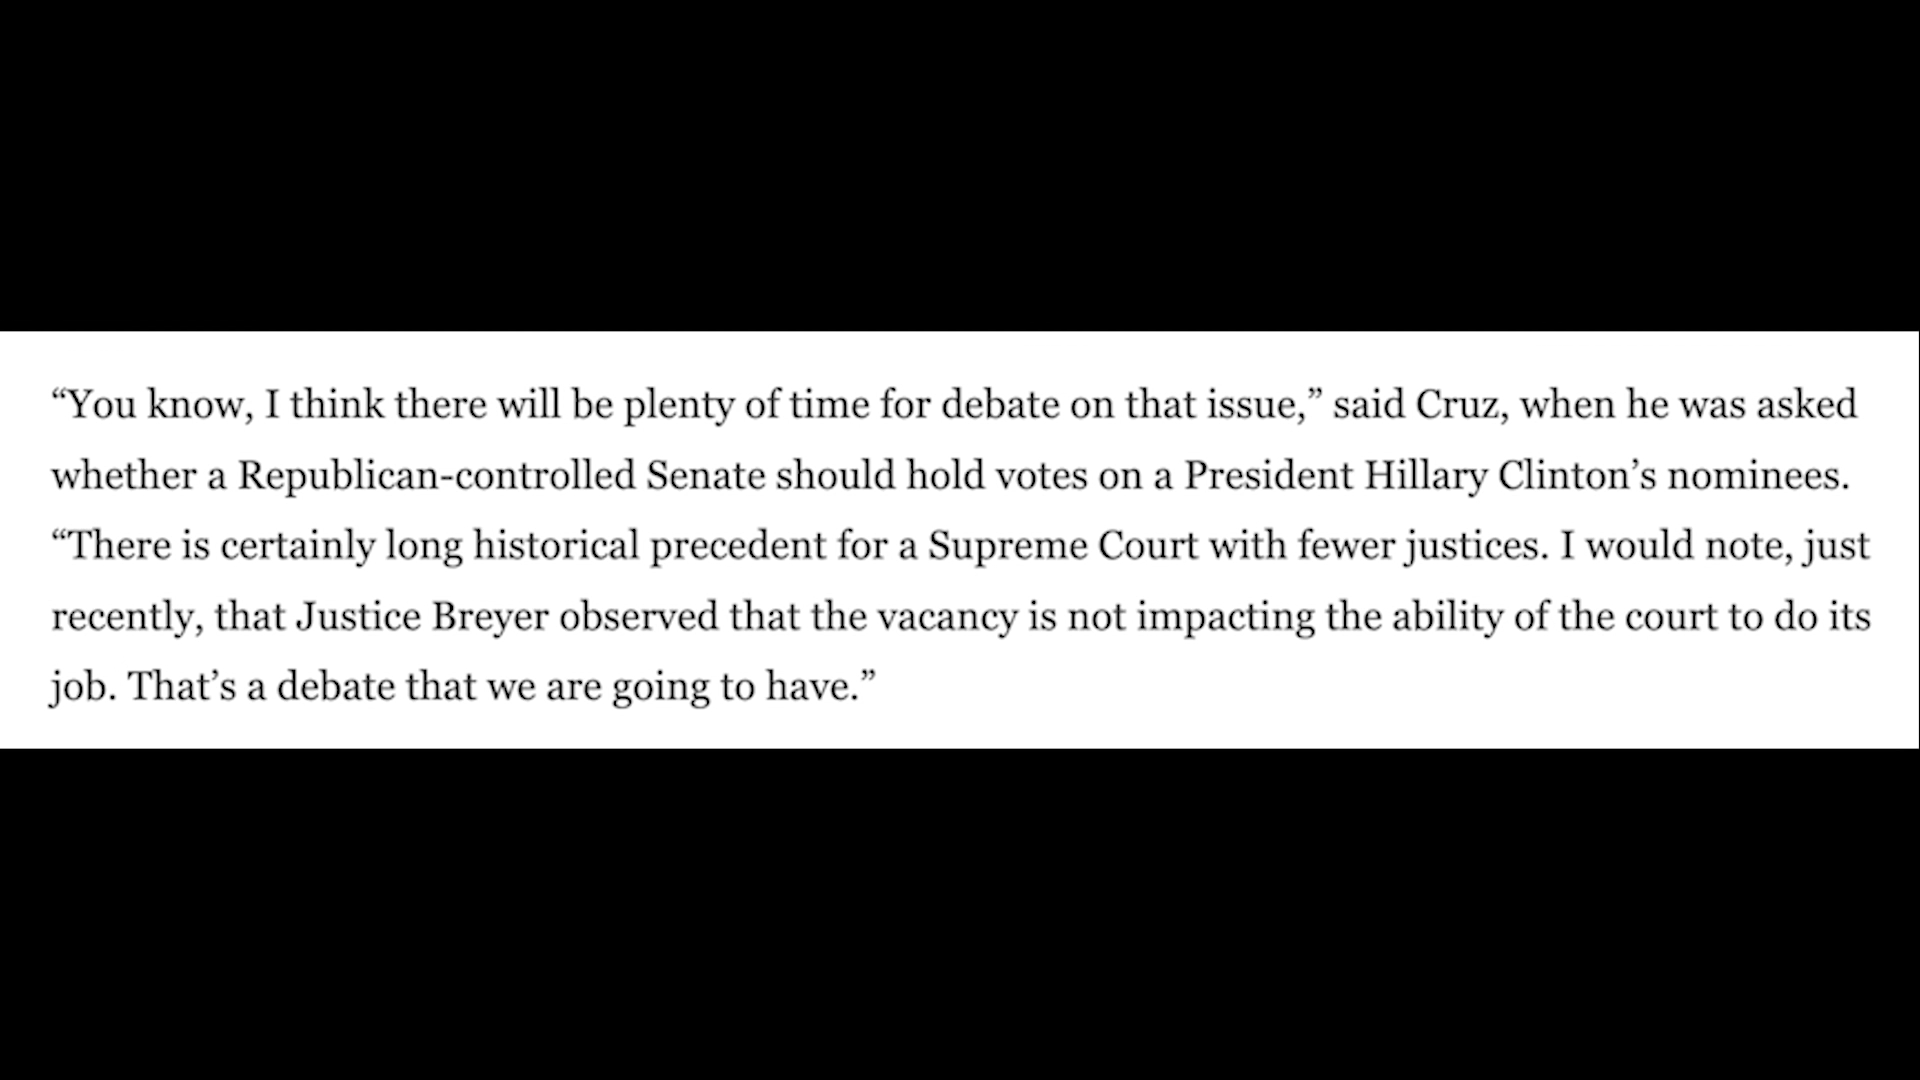 “You know, I think there will be plenty of time for debate on that issue,” said Cruz, when he was asked
whether a Republican-controlled Senate should hold votes on a President Hillary Clinton’s nominees.
“There is certainly long historical precedent for a Supreme Court with fewer justices. I would note, just
recently, that Justice Breyer observed that the vacancy is not impacting the ability of the court to do its
job. That’s a debate that we are going to have.”